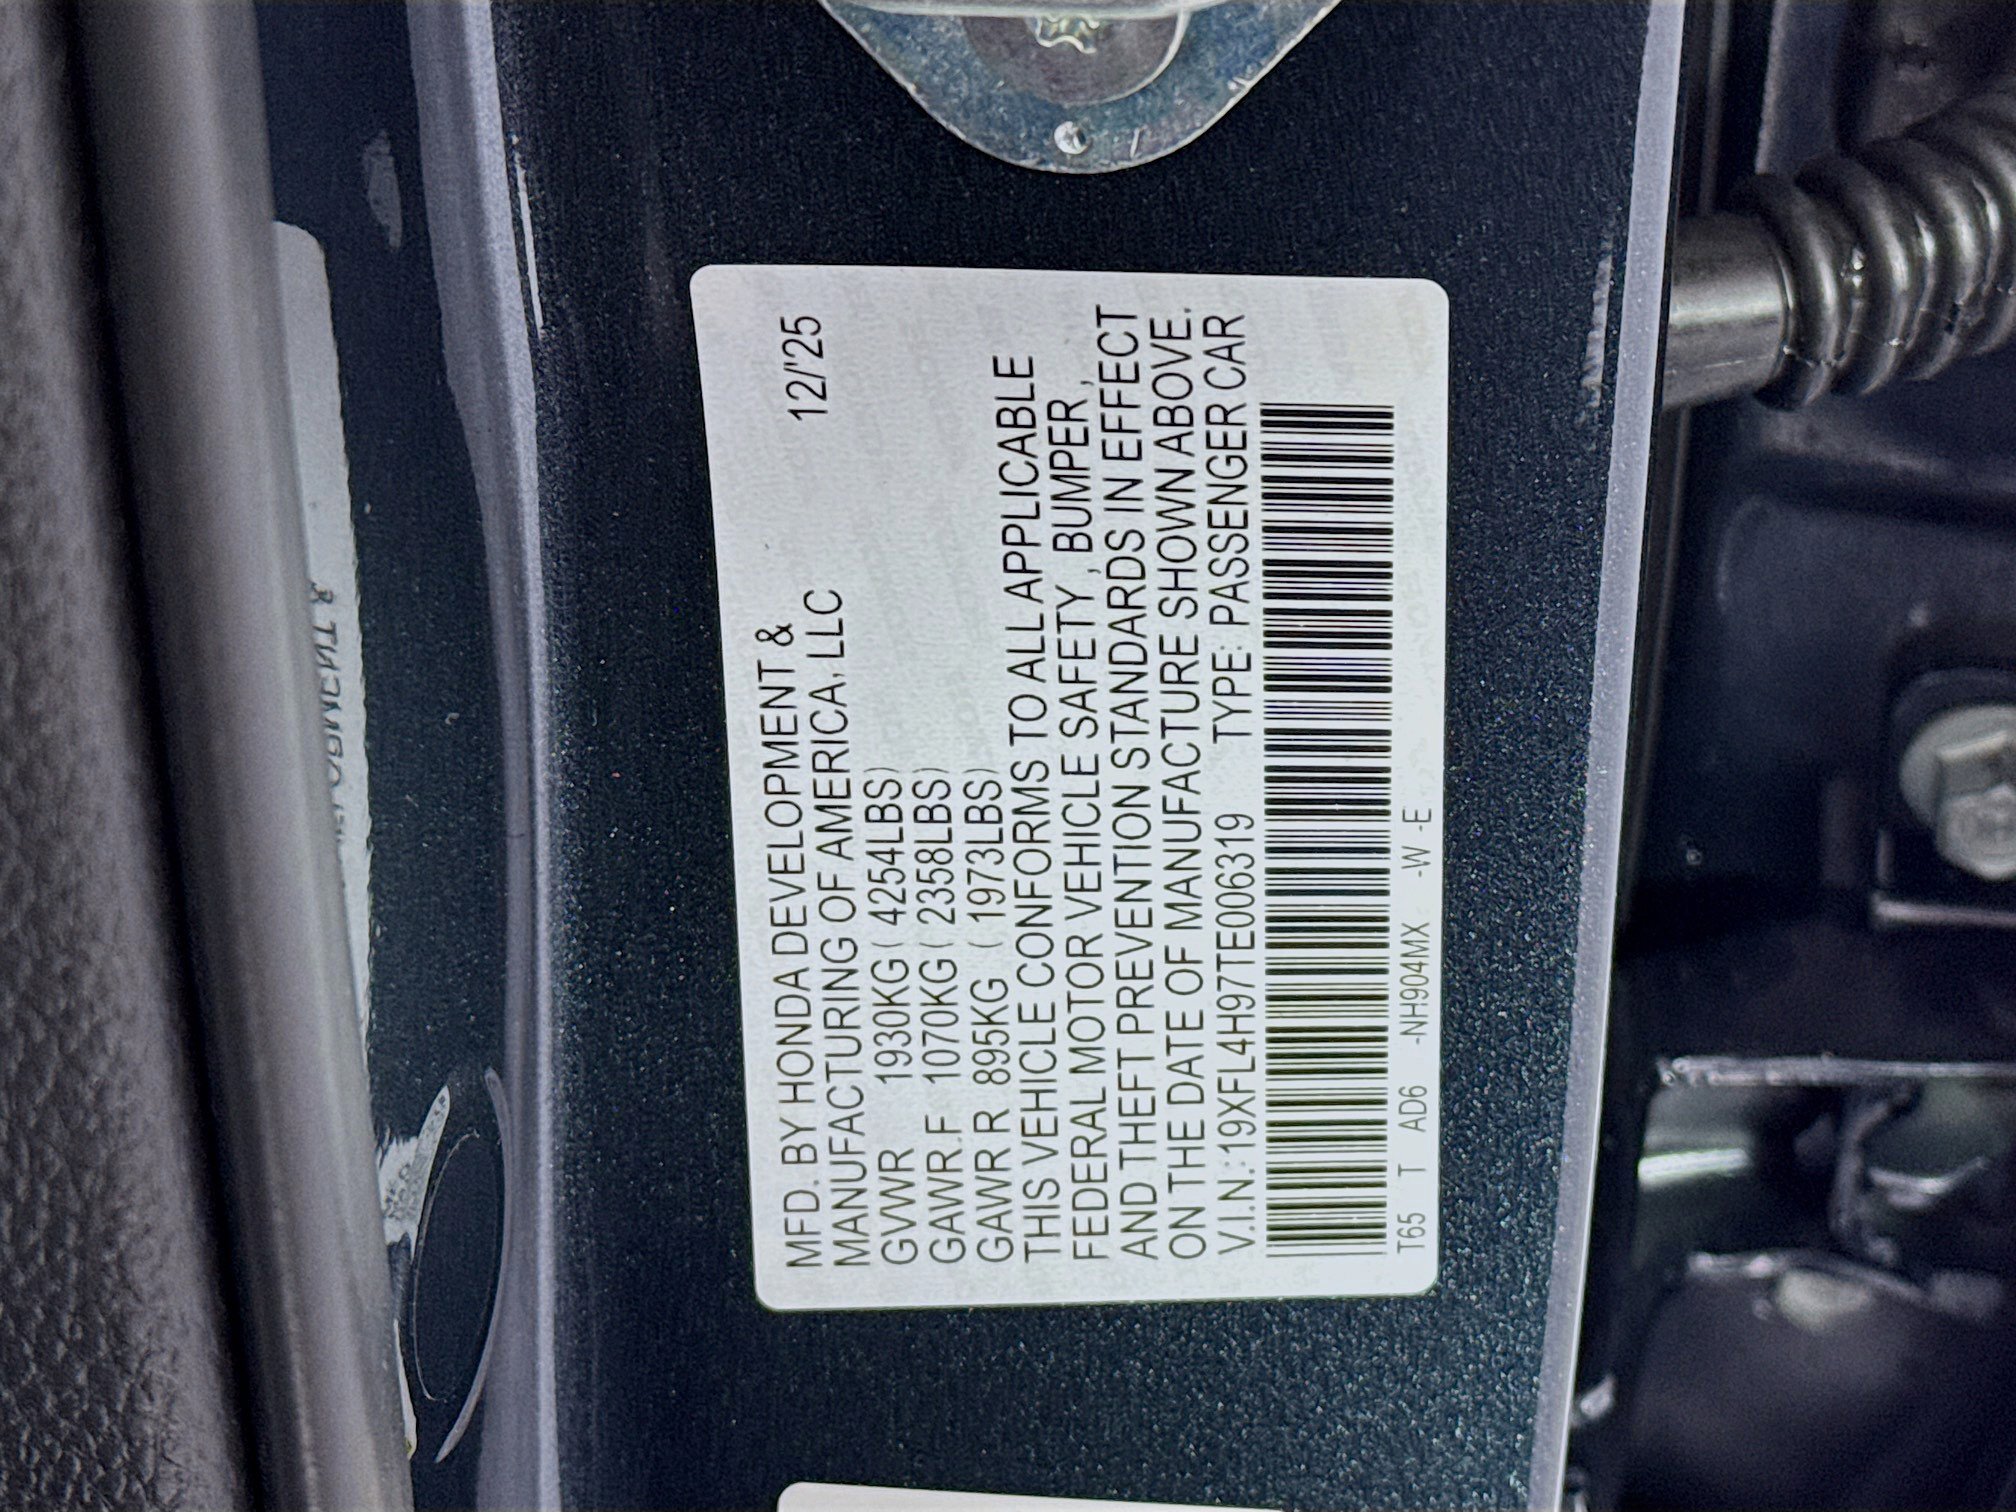 MFD. BY HONDA DEVELOPMENT &
MANUFACTURING OF AMERICA, LLC 12/'25
GVWR 1930KG ( 4254LBS)
GAWR.F 1070KG ( 2358LBS)
GAWR R 895KG ( 1973LBS)
THIS VEHICLE CONFORMS TO ALL APPLICABLE
FEDERAL MOTOR VEHICLE SAFETY , BUMPER ,
AND THEFT PREVENTION STANDARDS IN EFFECT
ON THE DATE OF MANUFACTURE SHOWN ABOVE.
V.I.N.:19XFL4H97TE006319 TYPE: PASSENGER CAR
T65 T AD6 -NH904MX -W -E